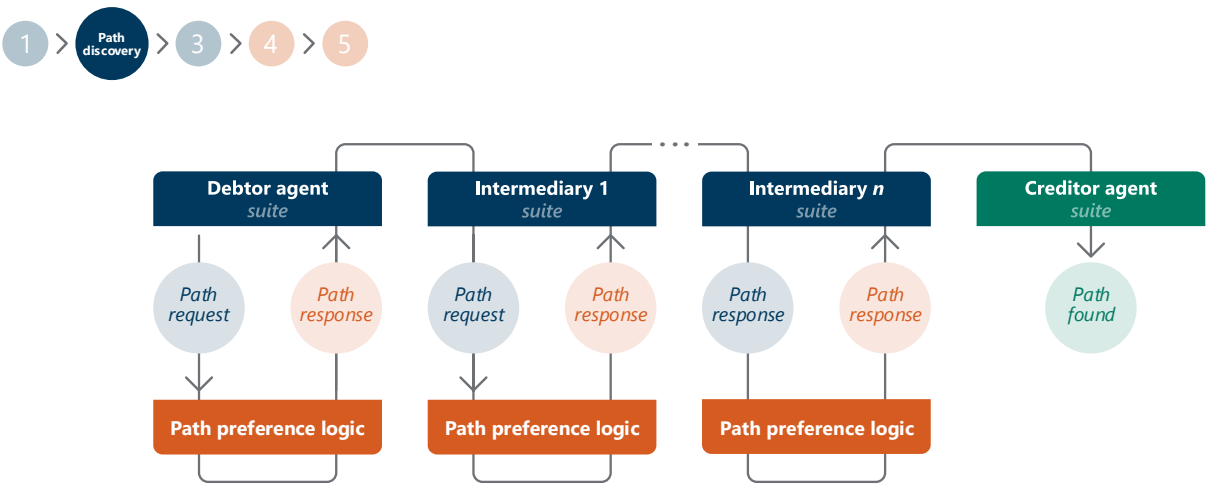 1
Path
discovery
3
4
5
Debtor agent
suite
Intermediary 1
suite
...
Intermediary n
suite
Creditor agent
suite
Path
request
Path
response
Path
request
Path
response
Path
response
Path
response
Path
found
Path preference logic
Path preference logic
Path preference logic